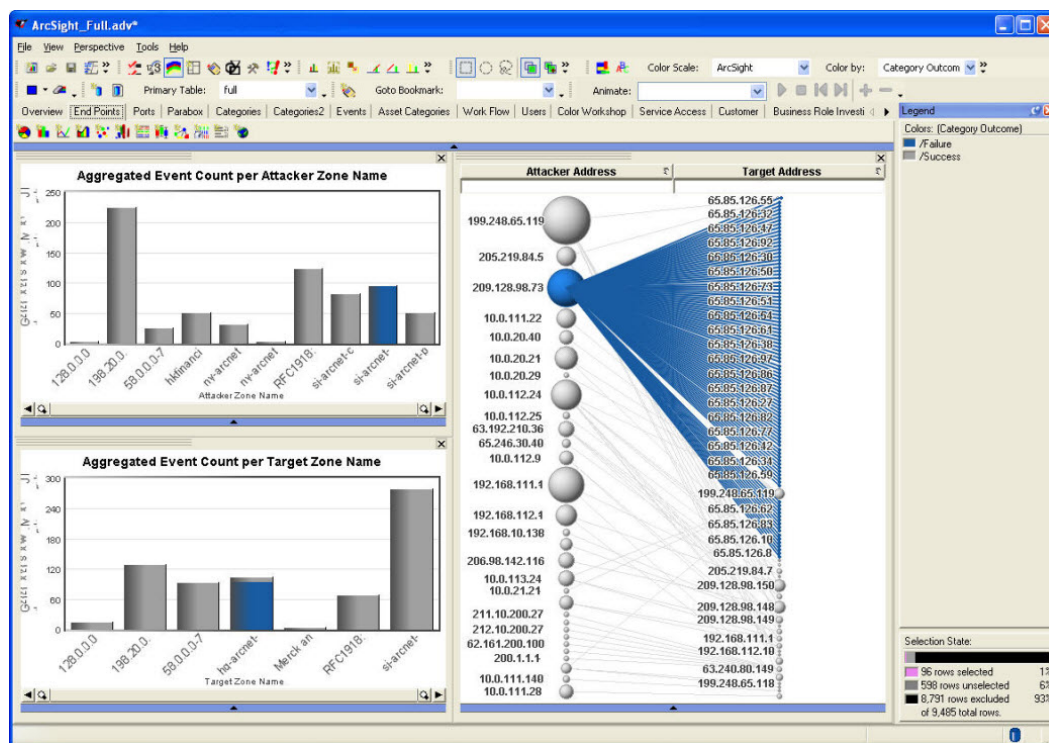 ArcSight_Full.adv*
File View Perspective Tools Help
Color Scale: ArcSight Color by: Category Outcom
Primary Table: full Goto Bookmark: Animate:
Overview End Points Ports Parabox Categories Categories2 Events Asset Categories Work Flow Users Color Workshop Service Access Customer Business Role Investi
Legend
Colors: (Category Outcome)
/Failure
/Success
Aggregated Event Count per Attacker Zone Name
250
200
150
100
50
0
128.0.0.0
198.20.0.
58.0.0.0-7
hkfinanci
nv-arcnet
nv-arcnet
RFC1918.
si-arcnet-c
si-arcnet-
si-arcnet-p
Attacker Zone Name
Aggregated Event Count per Target Zone Name
300
240
180
120
60
0
128.0.0.0
198.20.0.
58.0.0.0-7
hq-arcnet-
Merck an
RFC1918.
si-arcnet-
Target Zone Name
Attacker Address
199.248.65.119
205.219.84.5
209.128.98.73
10.0.111.22
10.0.20.40
10.0.20.21
10.0.20.29
10.0.112.24
10.0.112.25
63.192.210.36
65.246.30.40
10.0.112.9
192.168.111.1
192.168.112.1
192.168.10.138
206.98.142.116
10.0.113.24
10.0.21.21
211.10.200.27
212.10.200.27
62.161.200.100
200.1.1.1
10.0.111.140
10.0.111.28
Target Address
65.85.126.55
65.85.126.32
65.85.126.47
65.85.126.92
65.85.126.30
65.85.126.50
65.85.126.73
65.85.126.51
65.85.126.54
65.85.126.61
65.85.126.38
65.85.126.97
65.85.126.86
65.85.126.87
65.85.126.27
65.85.126.82
65.85.126.77
65.85.126.42
65.85.126.34
65.85.126.59
199.248.65.119
65.85.126.62
65.85.126.83
65.85.126.10
65.85.126.8
205.219.84.7
209.128.98.150
209.128.98.148
209.128.98.149
192.168.111.1
192.168.112.10
63.240.80.149
199.248.65.118
Selection State:
96 rows selected 1%
598 rows unselected 6%
8,791 rows excluded 93%
of 9,485 total rows.